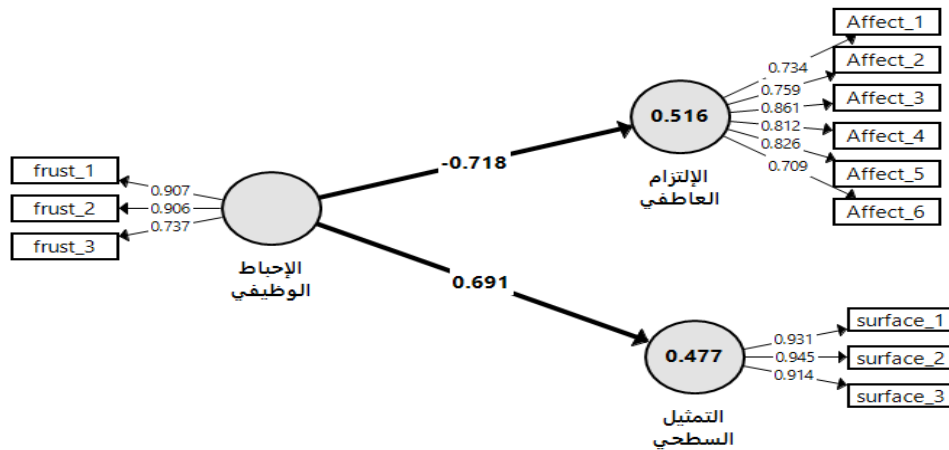 frust_1
frust_2
frust_3
0.907
0.906
0.737
الإحباط
الوظيفي
-0.718
0.691
0.516
الإلتزام
العاطفي
0.734
0.759
0.861
0.812
0.826
0.709
Affect_1
Affect_2
Affect_3
Affect_4
Affect_5
Affect_6
0.477
التمثيل
السطحي
0.931
0.945
0.914
surface_1
surface_2
surface_3